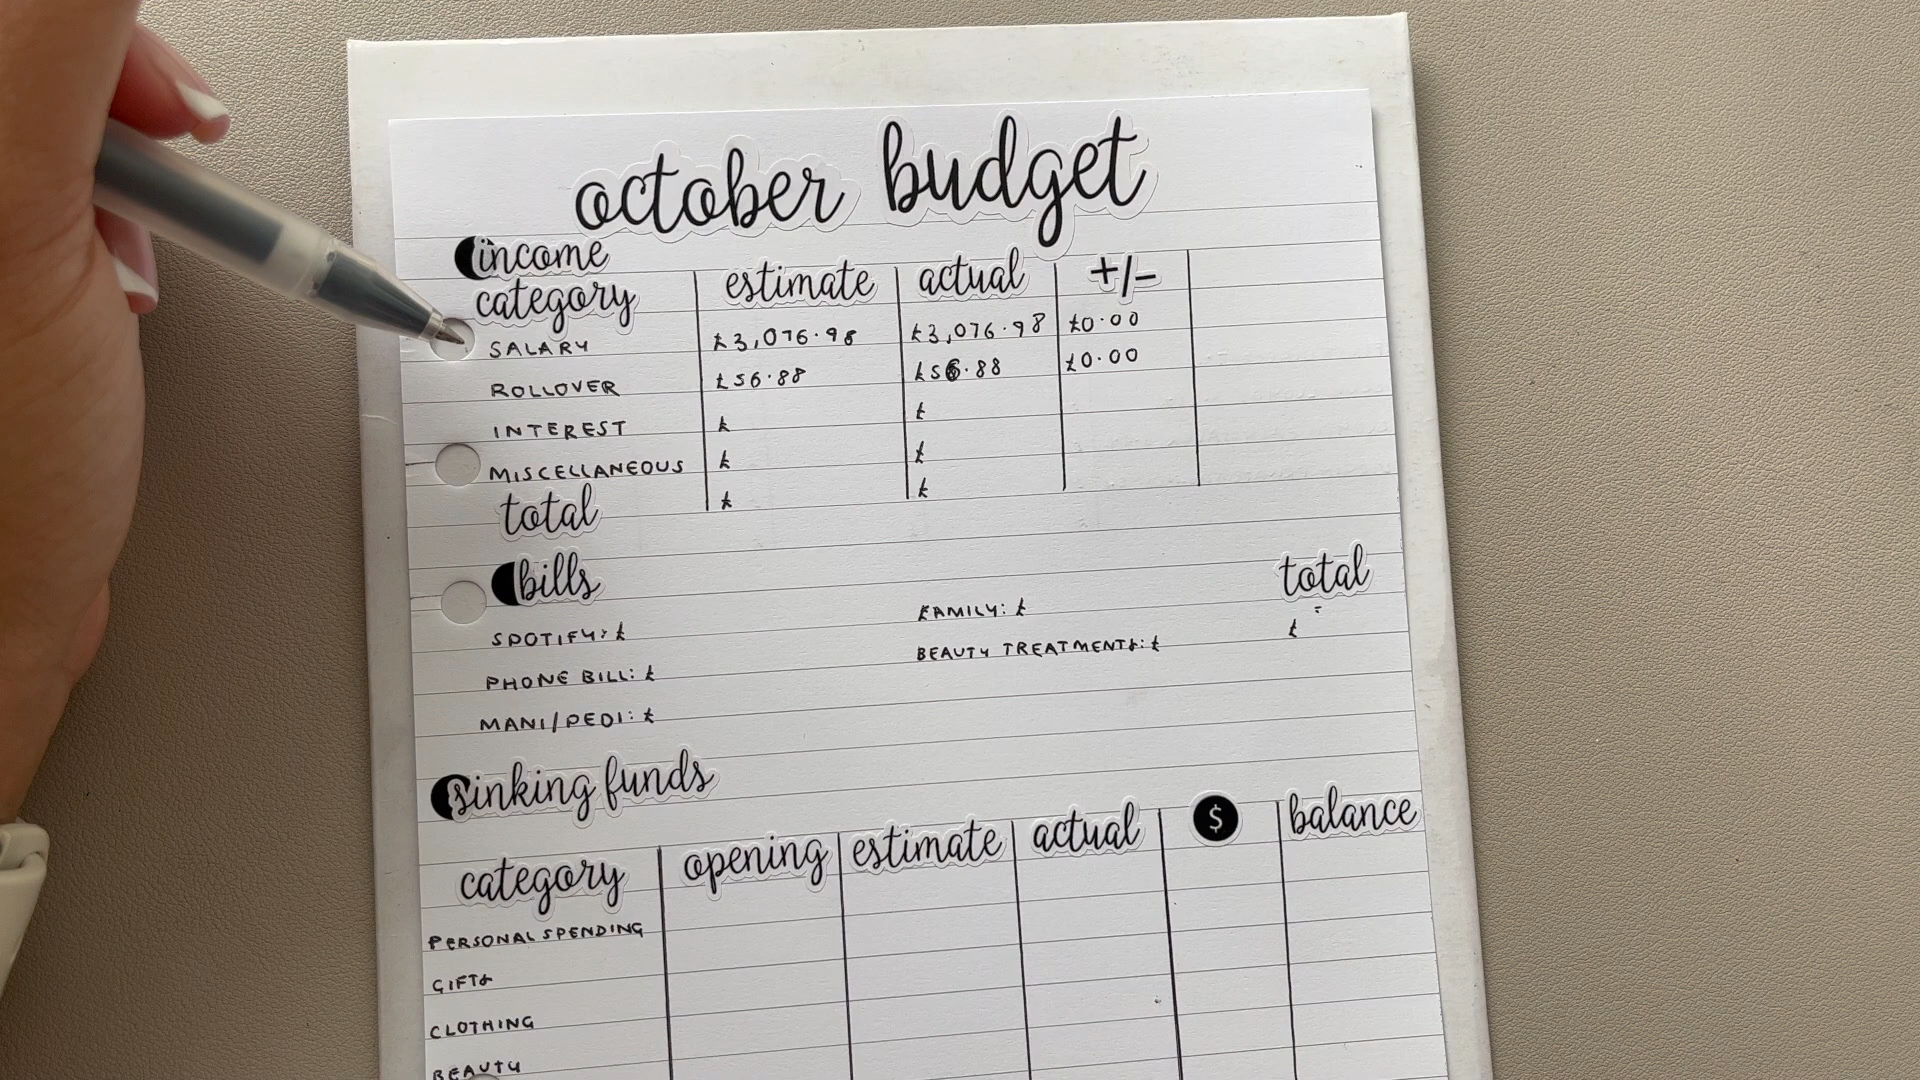 october budget
income
category estimate actual +/-
SALARY £3,076.98 £3,076.98 £0.00
ROLLOVER £56.88 £56.88 £0.00
INTEREST £ £
MISCELLANEOUS £ £
total £ £
bills total
SPOTIFY: £ FAMILY: £ £
PHONE BILL: £ BEAUTY TREATMENTS: £
MANI/PEDI: £
sinking funds
category opening estimate actual $ balance
PERSONAL SPENDING
GIFTS
CLOTHING
BEAUTY